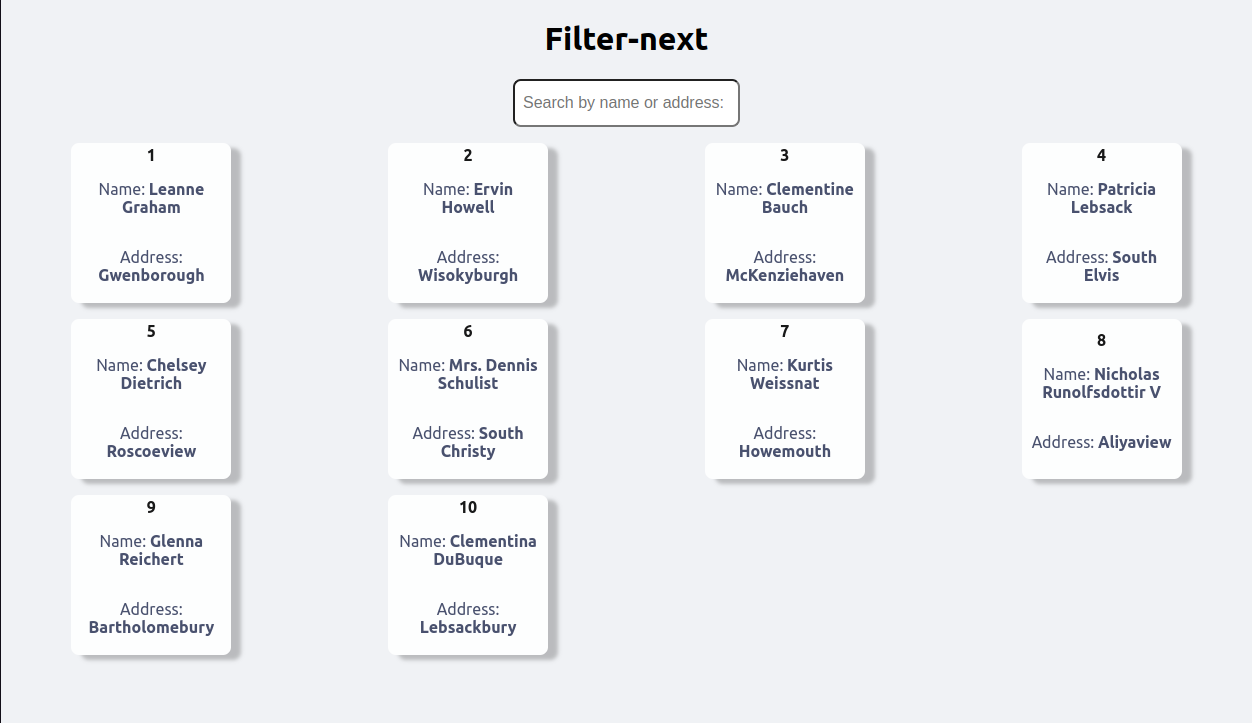 Filter-next
Search by name or address:
1
Name: Leanne
Graham
Address:
Gwenborough
2
Name: Ervin
Howell
Address:
Wisokyburgh
3
Name: Clementine
Bauch
Address:
McKenziehaven
4
Name: Patricia
Lebsack
Address: South
Elvis
5
Name: Chelsey
Dietrich
Address:
Roscoeview
6
Name: Mrs. Dennis
Schulist
Address: South
Christy
7
Name: Kurtis
Weissnat
Address:
Howemouth
8
Name: Nicholas
Runolfsdottir V
Address: Aliyaview
9
Name: Glenna
Reichert
Address:
Bartholomebury
10
Name: Clementina
DuBuque
Address:
Lebsackbury